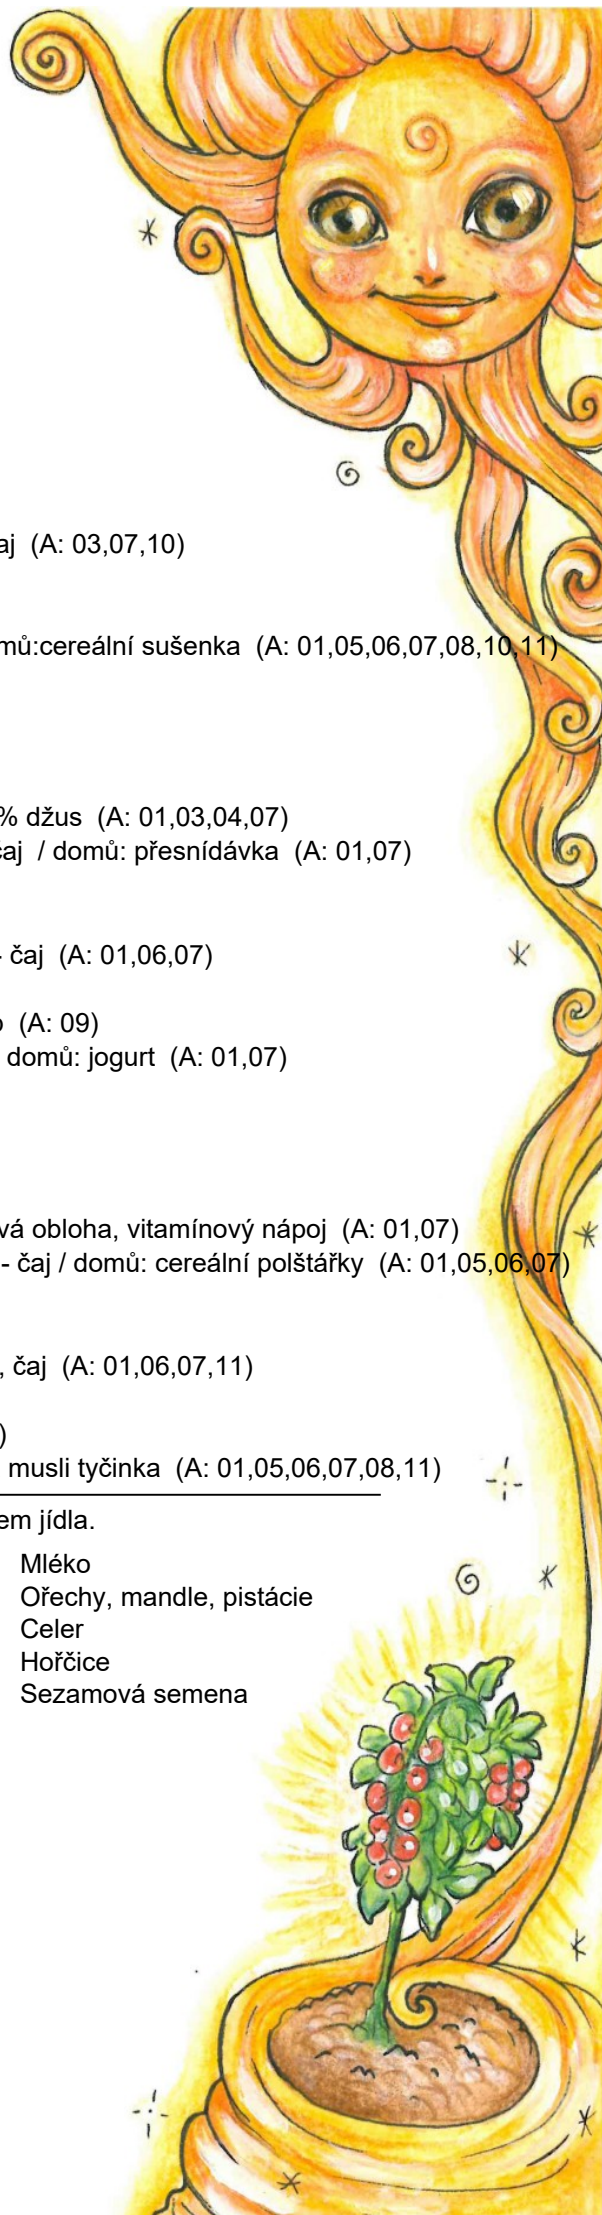 aj (A: 03,07,10)
mů:cereální sušenka (A: 01,05,06,07,08,10,11)
% džus (A: 01,03,04,07)
čaj / domů: přesnídávka (A: 01,07)
- čaj (A: 01,06,07)
o (A: 09)
domů: jogurt (A: 01,07)
vá obloha, vitamínový nápoj (A: 01,07)
- čaj / domů: cereální polštářky (A: 01,05,06,07)
, čaj (A: 01,06,07,11)
)
musli tyčinka (A: 01,05,06,07,08,11)
em jídla.
Mléko
Ořechy, mandle, pistácie
Celer
Hořčice
Sezamová semena